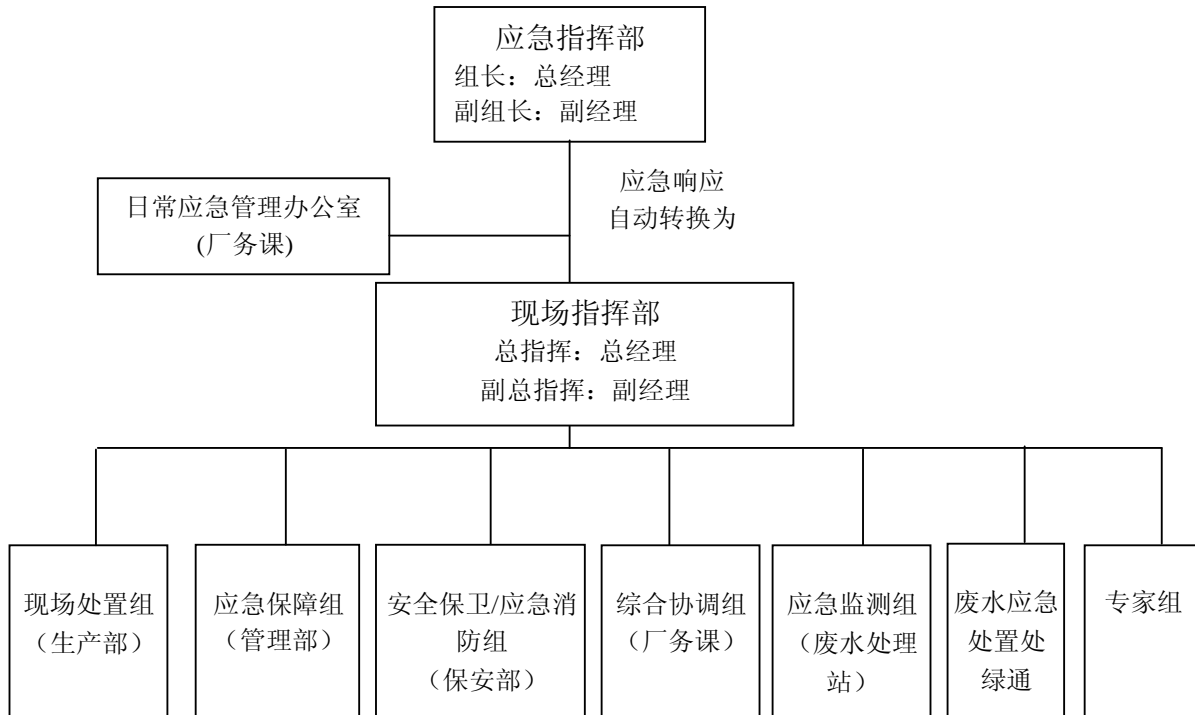 应急指挥部
组长：总经理
副组长：副经理
应急响应
自动转换为
日常应急管理办公室
(厂务课)
现场指挥部
总指挥：总经理
副总指挥：副经理
现场处置组
（生产部）
应急保障组
（管理部）
安全保卫/应急消
防组
（保安部）
综合协调组
（厂务课）
应急监测组
（废水处理
站）
废水应急
处置处
绿通
专家组